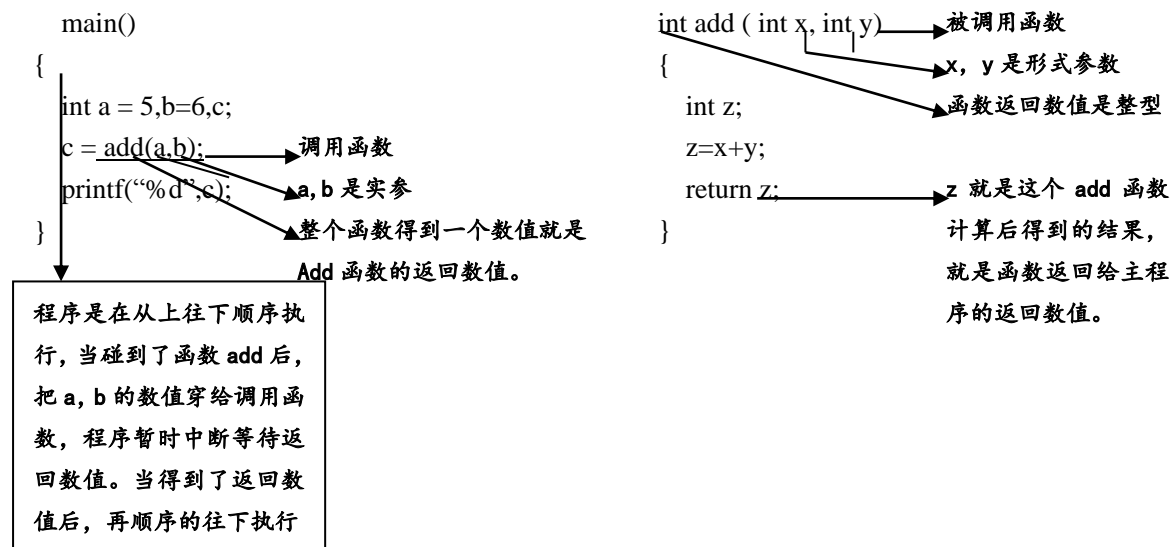 main()
{
int a = 5,b=6,c;
c = add(a,b);
printf(“%d”,c);
}
调用函数
a,b 是实参
整个函数得到一个数值就是
Add 函数的返回数值。
程序是在从上往下顺序执
行，当碰到了函数 add 后，
把 a，b 的数值穿给调用函
数，程序暂时中断等待返
回数值。当得到了返回数
值后，再顺序的往下执行
int add ( int x, int y)
{
int z;
z=x+y;
return z;
}
被调用函数
x，y 是形式参数
函数返回数值是整型
z 就是这个 add 函数
计算后得到的结果，
就是函数返回给主程
序的返回数值。